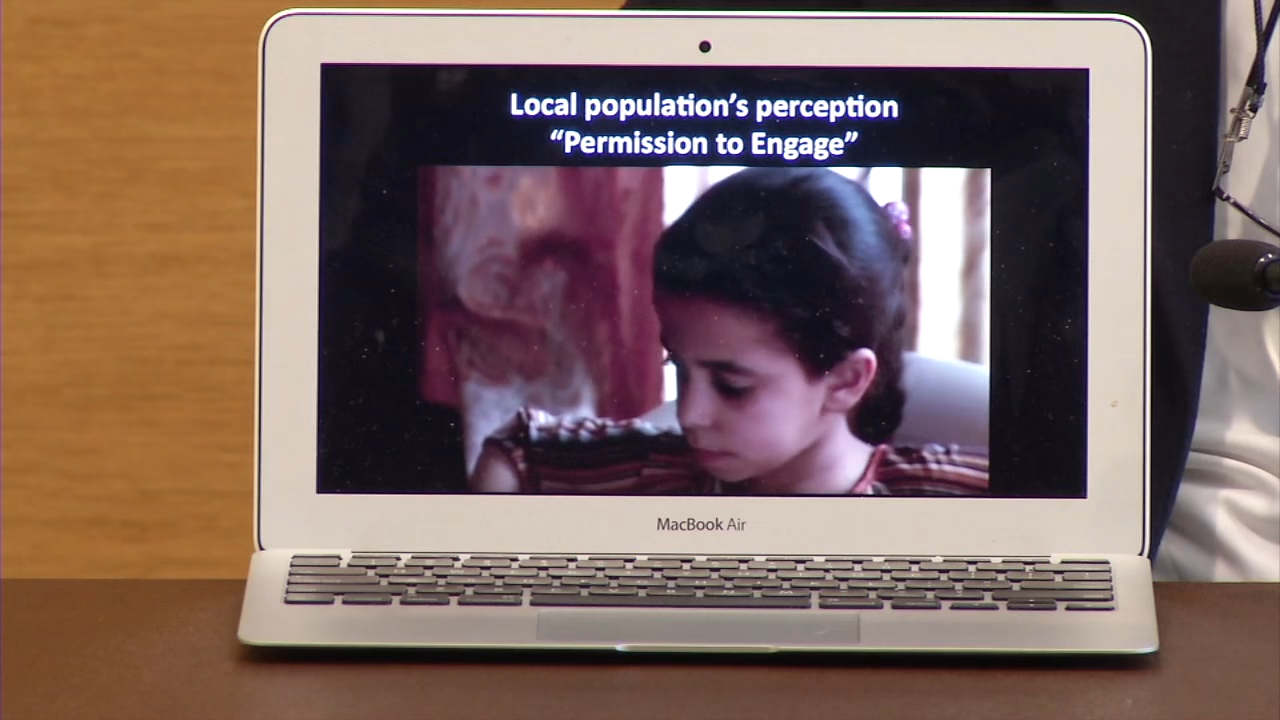 Local population's perception
“Permission to Engage”
MacBook Air